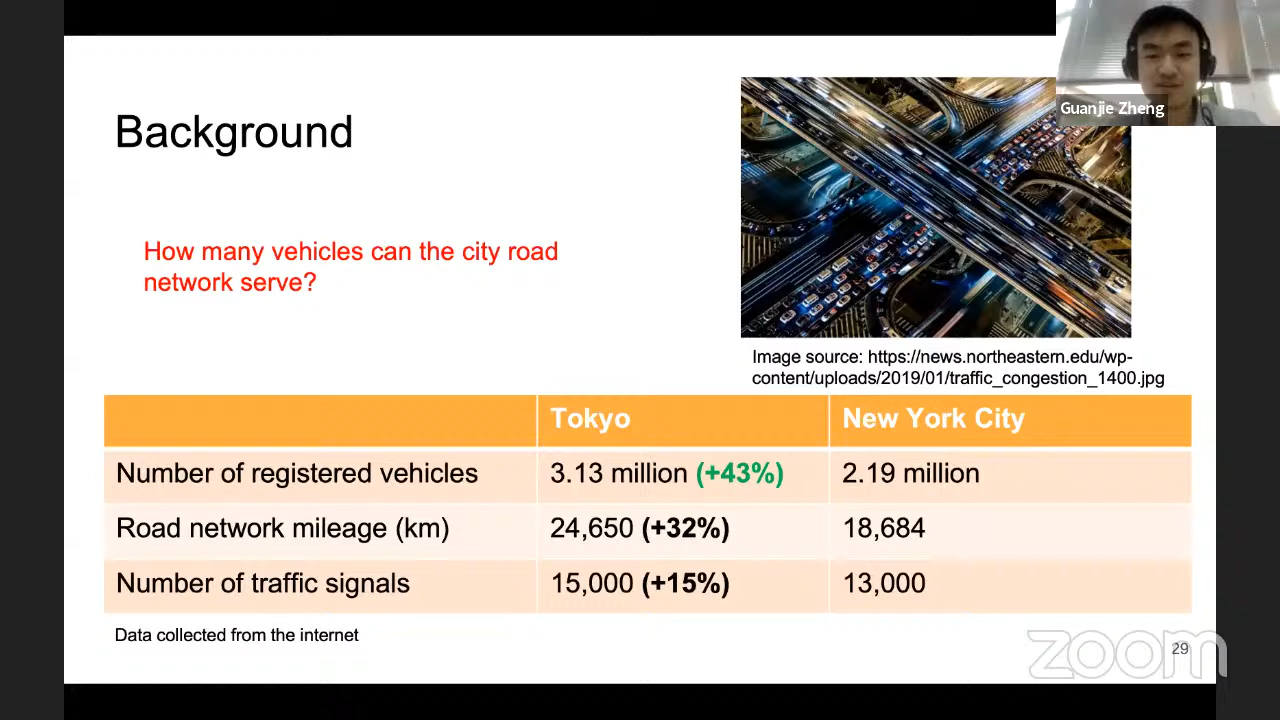 Guanjie Zheng
Background
How many vehicles can the city road
network serve?
Image source: https://news.northeastern.edu/wp-
content/uploads/2019/01/traffic_congestion_1400.jpg
Tokyo New York City
Number of registered vehicles 3.13 million (+43%) 2.19 million
Road network mileage (km) 24,650 (+32%) 18,684
Number of traffic signals 15,000 (+15%) 13,000
Data collected from the internet
29
zoom